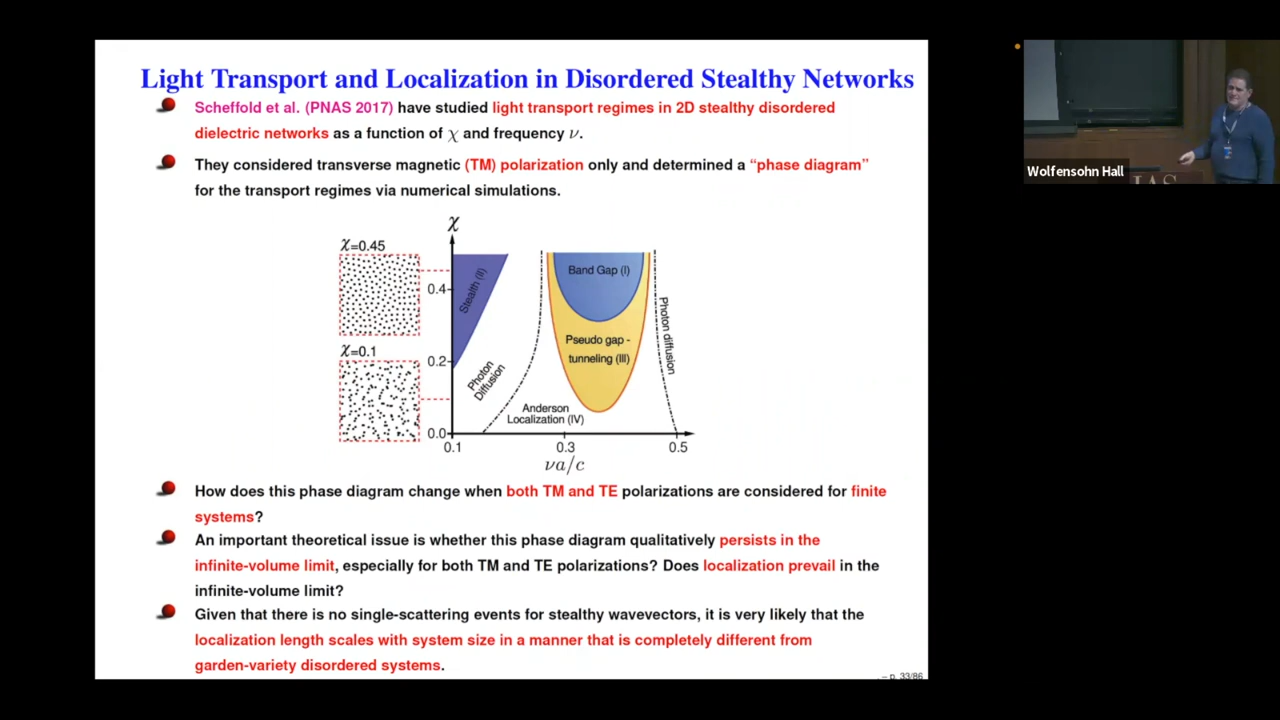 Light Transport and Localization in Disordered Stealthy Networks
Scheffold et al. (PNAS 2017) have studied light transport regimes in 2D stealthy disordered
dielectric networks as a function of χ and frequency ν.
They considered transverse magnetic (TM) polarization only and determined a “phase diagram”
for the transport regimes via numerical simulations.
χ
χ=0.45
0.4
Stealth (II)
Band Gap (I)
Photon diffusion
Pseudo gap -
tunneling (III)
χ=0.1
0.2
Photon
Diffusion
Anderson
Localization (IV)
0.0
0.1
0.3
0.5
νa/c
How does this phase diagram change when both TM and TE polarizations are considered for finite
systems?
An important theoretical issue is whether this phase diagram qualitatively persists in the
infinite-volume limit, especially for both TM and TE polarizations? Does localization prevail in the
infinite-volume limit?
Given that there is no single-scattering events for stealthy wavevectors, it is very likely that the
localization length scales with system size in a manner that is completely different from
garden-variety disordered systems.
– p. 33/86
Wolfensohn Hall
IAS